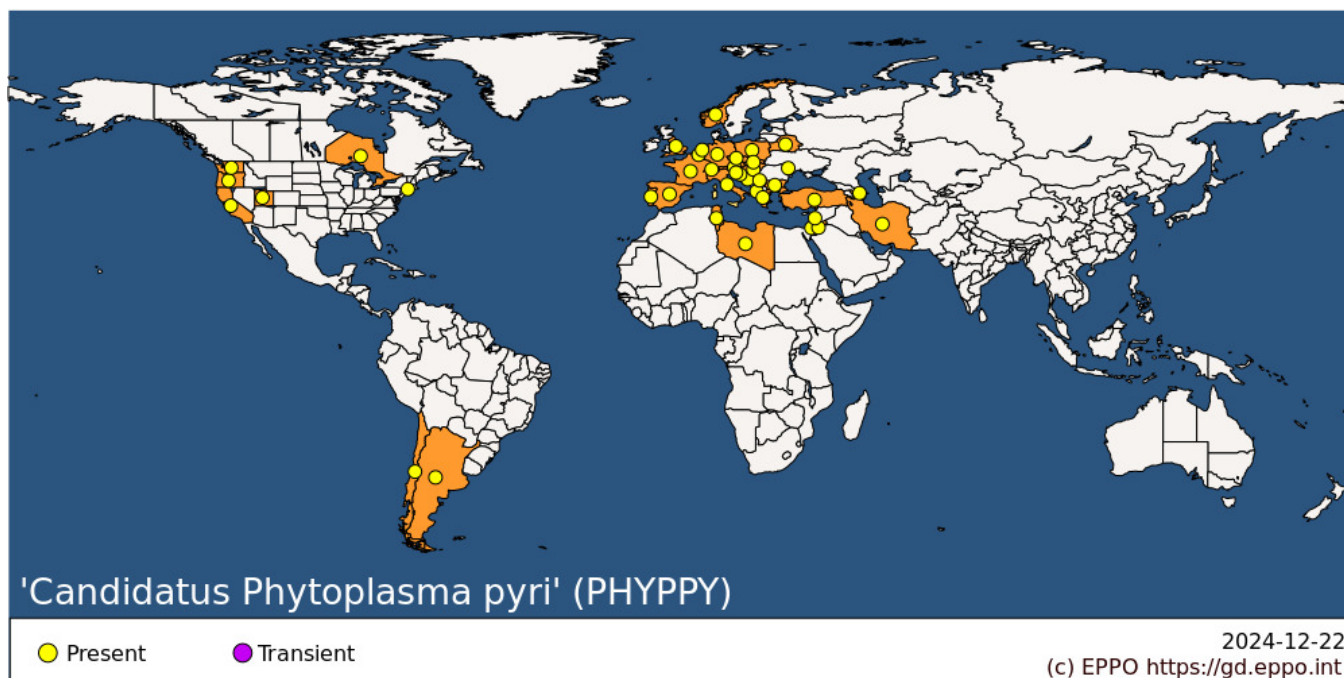 'Candidatus Phytoplasma pyri' (PHYPPY)
Present
Transient
2024-12-22
(c) EPPO https://gd.eppo.int